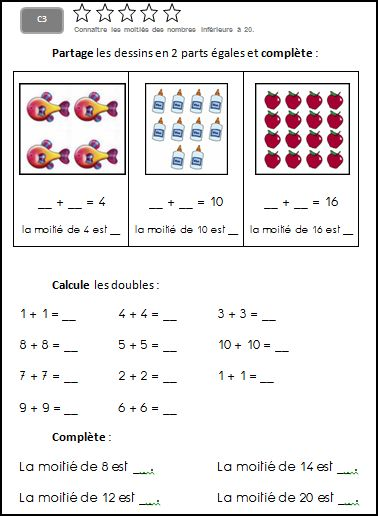 C3
Connaître les moitiés des nombres inférieure à 20.
Partage les dessins en 2 parts égales et complète :
__ + __ = 4
__ + __ = 10
__ + __ = 16
la moitié de 4 est __
la moitié de 10 est __
la moitié de 16 est __
Calcule les doubles :
1 + 1 = __ 4 + 4 = __ 3 + 3 = __
8 + 8 = __ 5 + 5 = __ 10 + 10 = __
7 + 7 = __ 2 + 2 = __ 1 + 1 = __
9 + 9 = __ 6 + 6 = __
Complète :
La moitié de 8 est __. La moitié de 14 est __.
La moitié de 12 est __. La moitié de 20 est __.